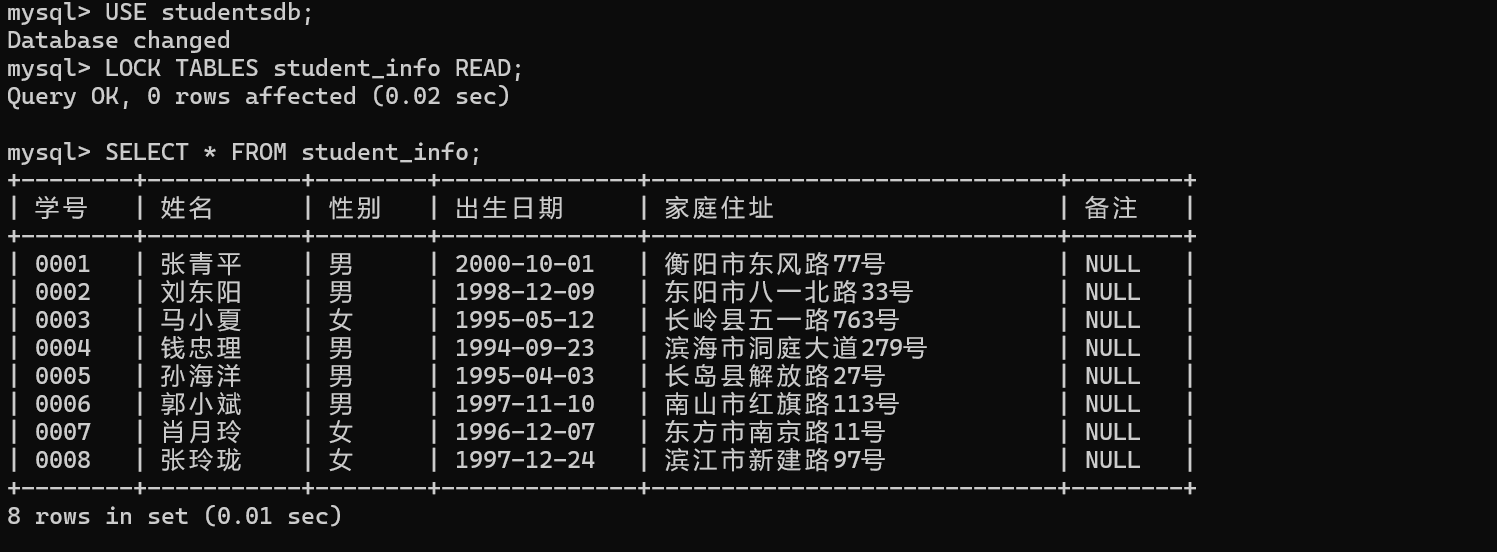 mysql> USE studentsdb;
Database changed
mysql> LOCK TABLES student_info READ;
Query OK, 0 rows affected (0.02 sec)

mysql> SELECT * FROM student_info;
+--------+-----------+--------+--------------+-----------------------------+--------+
| 学号   | 姓名      | 性别   | 出生日期     | 家庭住址                    | 备注   |
+--------+-----------+--------+--------------+-----------------------------+--------+
| 0001   | 张青平    | 男     | 2000-10-01   | 衡阳市东风路77号            | NULL   |
| 0002   | 刘东阳    | 男     | 1998-12-09   | 东阳市八一北路33号          | NULL   |
| 0003   | 马小夏    | 女     | 1995-05-12   | 长岭县五一路763号           | NULL   |
| 0004   | 钱忠理    | 男     | 1994-09-23   | 滨海市洞庭大道279号         | NULL   |
| 0005   | 孙海洋    | 男     | 1995-04-03   | 长岛县解放路27号            | NULL   |
| 0006   | 郭小斌    | 男     | 1997-11-10   | 南山市红旗路113号           | NULL   |
| 0007   | 肖月玲    | 女     | 1996-12-07   | 东方市南京路11号            | NULL   |
| 0008   | 张玲珑    | 女     | 1997-12-24   | 滨江市新建路97号            | NULL   |
+--------+-----------+--------+--------------+-----------------------------+--------+
8 rows in set (0.01 sec)